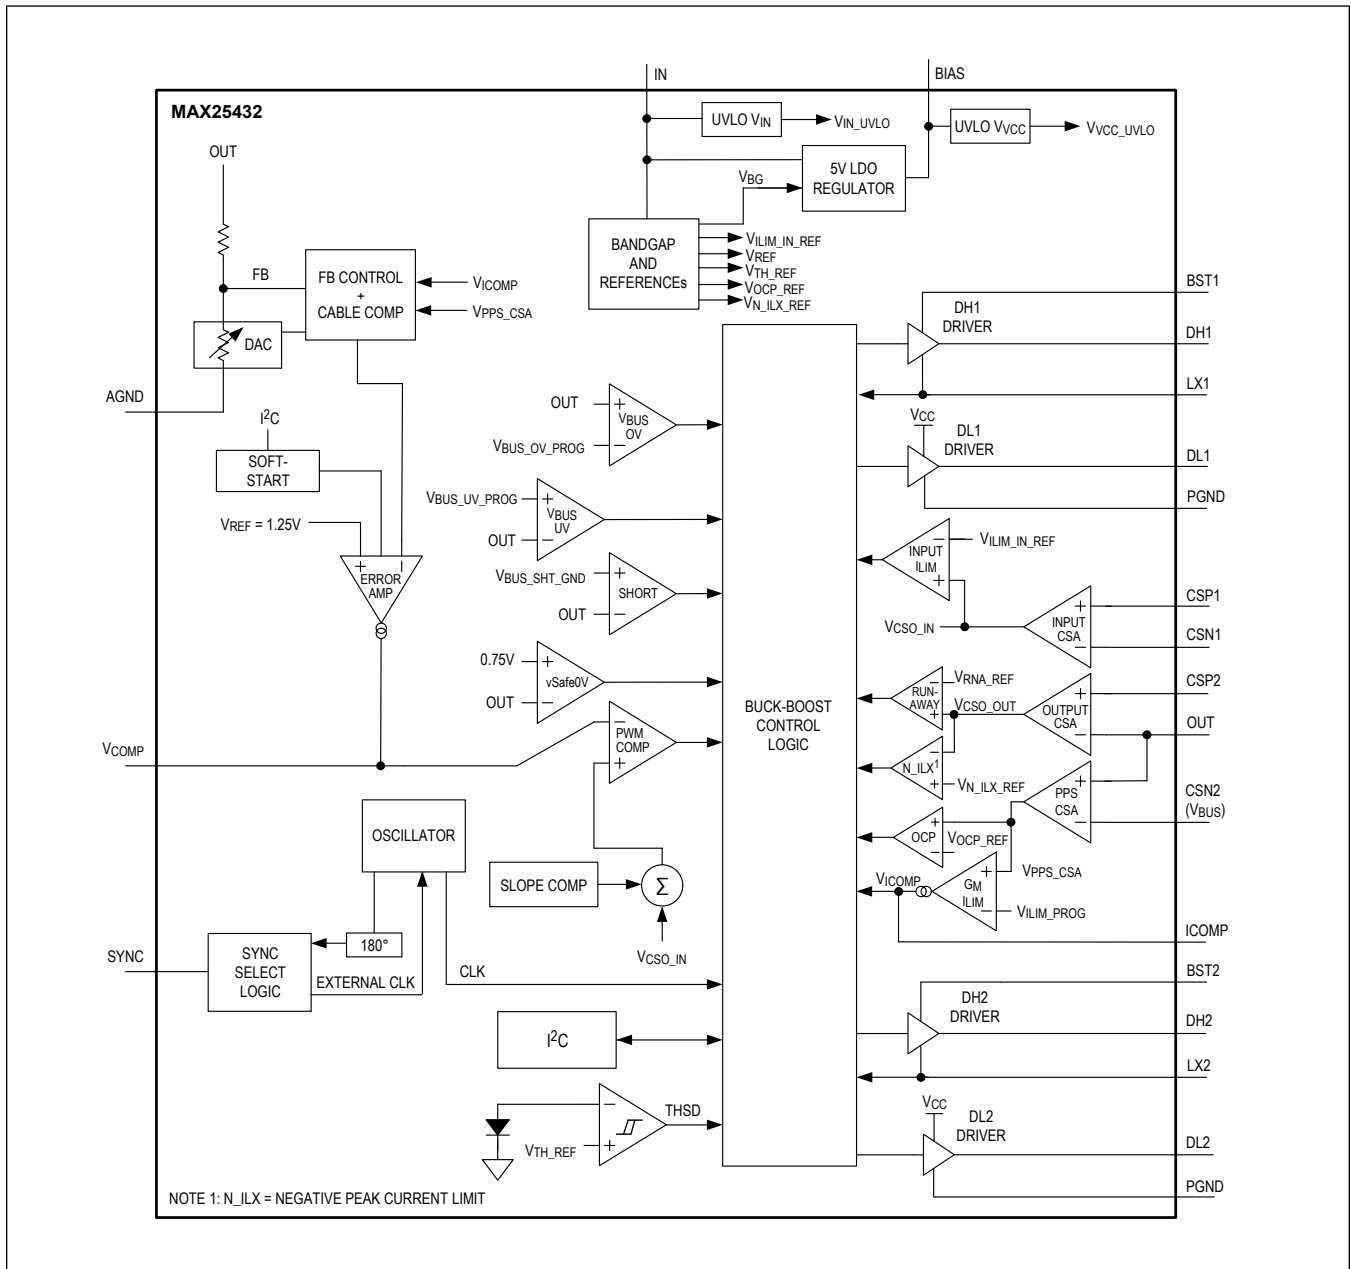 IN
BIAS
MAX25432
UVLO VIN
VIN_UVLO
UVLO VVCC
VVCC_UVLO
OUT
VBG
5V LDO
REGULATOR
BANDGAP
AND
REFERENCEs
VILIM_IN_REF
VREF
VTH_REF
VOCP_REF
VN_ILX_REF
FB
FB CONTROL
+
CABLE COMP
VICOMP
VPPS_CSA
DAC
AGND
I2C
SOFT-
START
VREF = 1.25V
+
−
ERROR
AMP
VCOMP
OUT
+
VBUS
OV
VBUS_OV_PROG
−
VBUS_UV_PROG
+
VBUS
UV
OUT
−
VBUS_SHT_GND
+
SHORT
OUT
−
0.75V
+
vSafe0V
OUT
−
−
PWM
COMP
+
OSCILLATOR
SLOPE COMP
Σ
VCSO_IN
SYNC
SYNC
SELECT
LOGIC
180°
EXTERNAL CLK
CLK
I2C
−
THSD
VTH_REF
+
BUCK-BOOST
CONTROL
LOGIC
BST1
DH1
DRIVER
DH1
LX1
VCC
DL1
DRIVER
DL1
PGND
INPUT
ILIM
−
VILIM_IN_REF
+
VCSO_IN
CSP1
+
INPUT
CSA
−
CSN1
RUN-
AWAY
−
VRNA_REF
+
VCSO_OUT
CSP2
+
OUTPUT
CSA
−
OUT
N_ILX1
−
+
VN_ILX_REF
+
PPS
CSA
−
CSN2
(VBUS)
OCP
+
−
VOCP_REF
VICOMP
GM
ILIM
+
−
VPPS_CSA
VILIM_PROG
ICOMP
BST2
DH2
DRIVER
DH2
LX2
VCC
DL2
DRIVER
DL2
PGND
NOTE 1: N_ILX = NEGATIVE PEAK CURRENT LIMIT